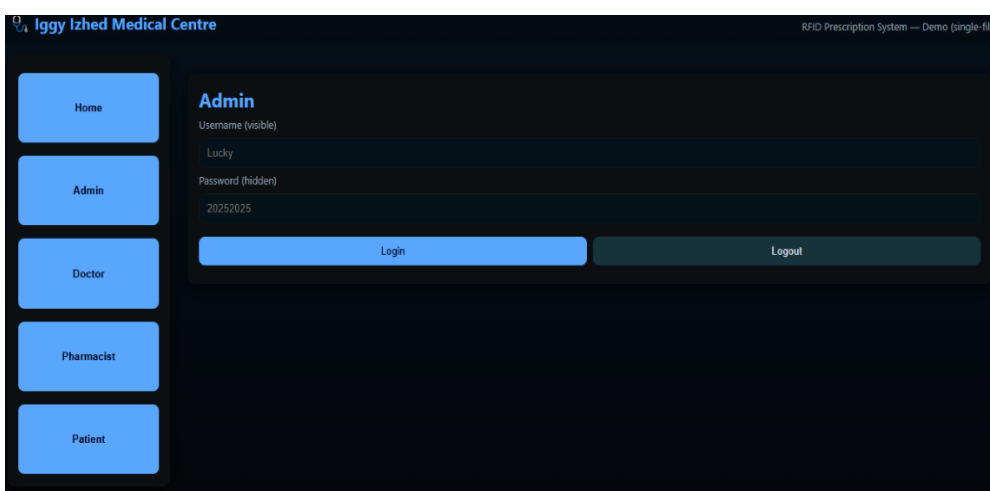 Iggy Izhed Medical Centre
RFID Prescription System — Demo (single-fil
Home
Admin
Doctor
Pharmacist
Patient
Admin
Username (visible)
Lucky
Password (hidden)
20252025
Login
Logout